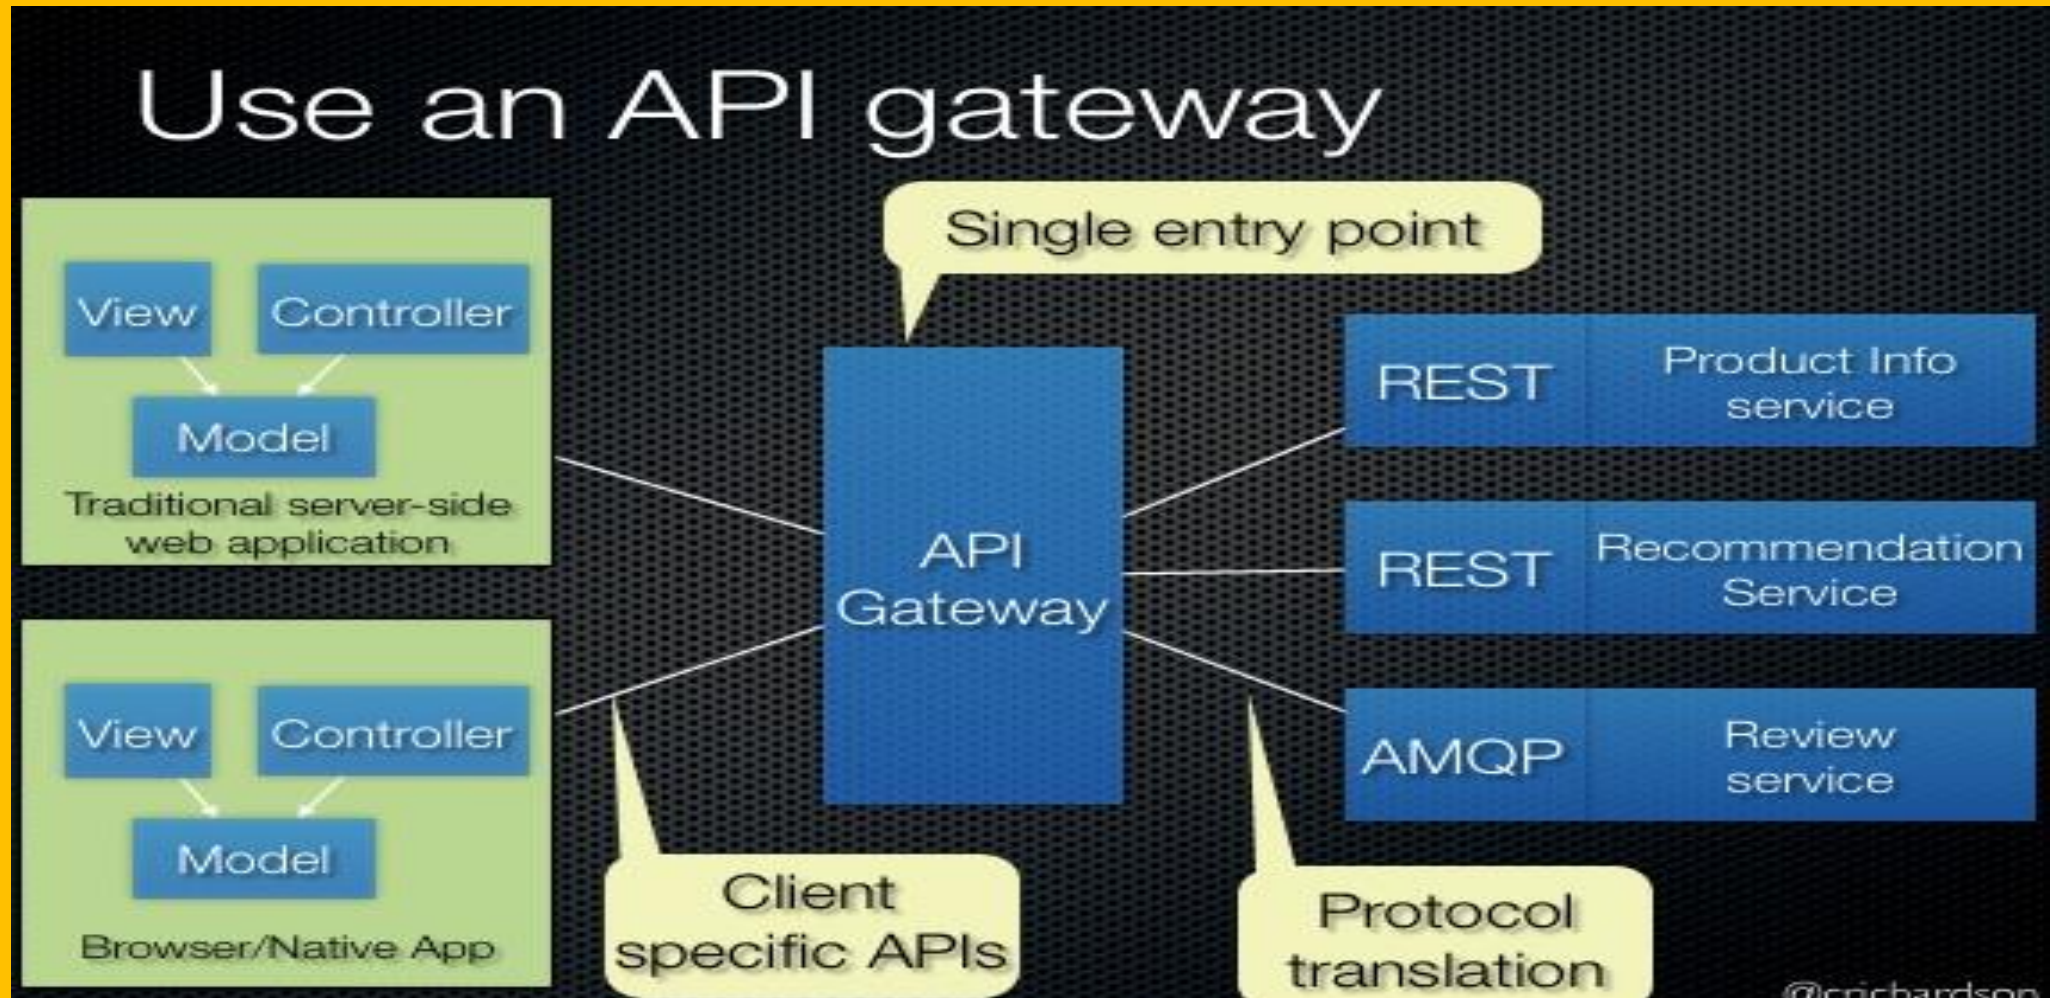 Use an API gateway
Single entry point
View
Controller
Model
Traditional server-side
web application
View
Controller
Model
Browser/Native App
API
Gateway
Client
specific APIs
Protocol
translation
REST
Product Info
service
REST
Recommendation
Service
AMQP
Review
service
@crichardson